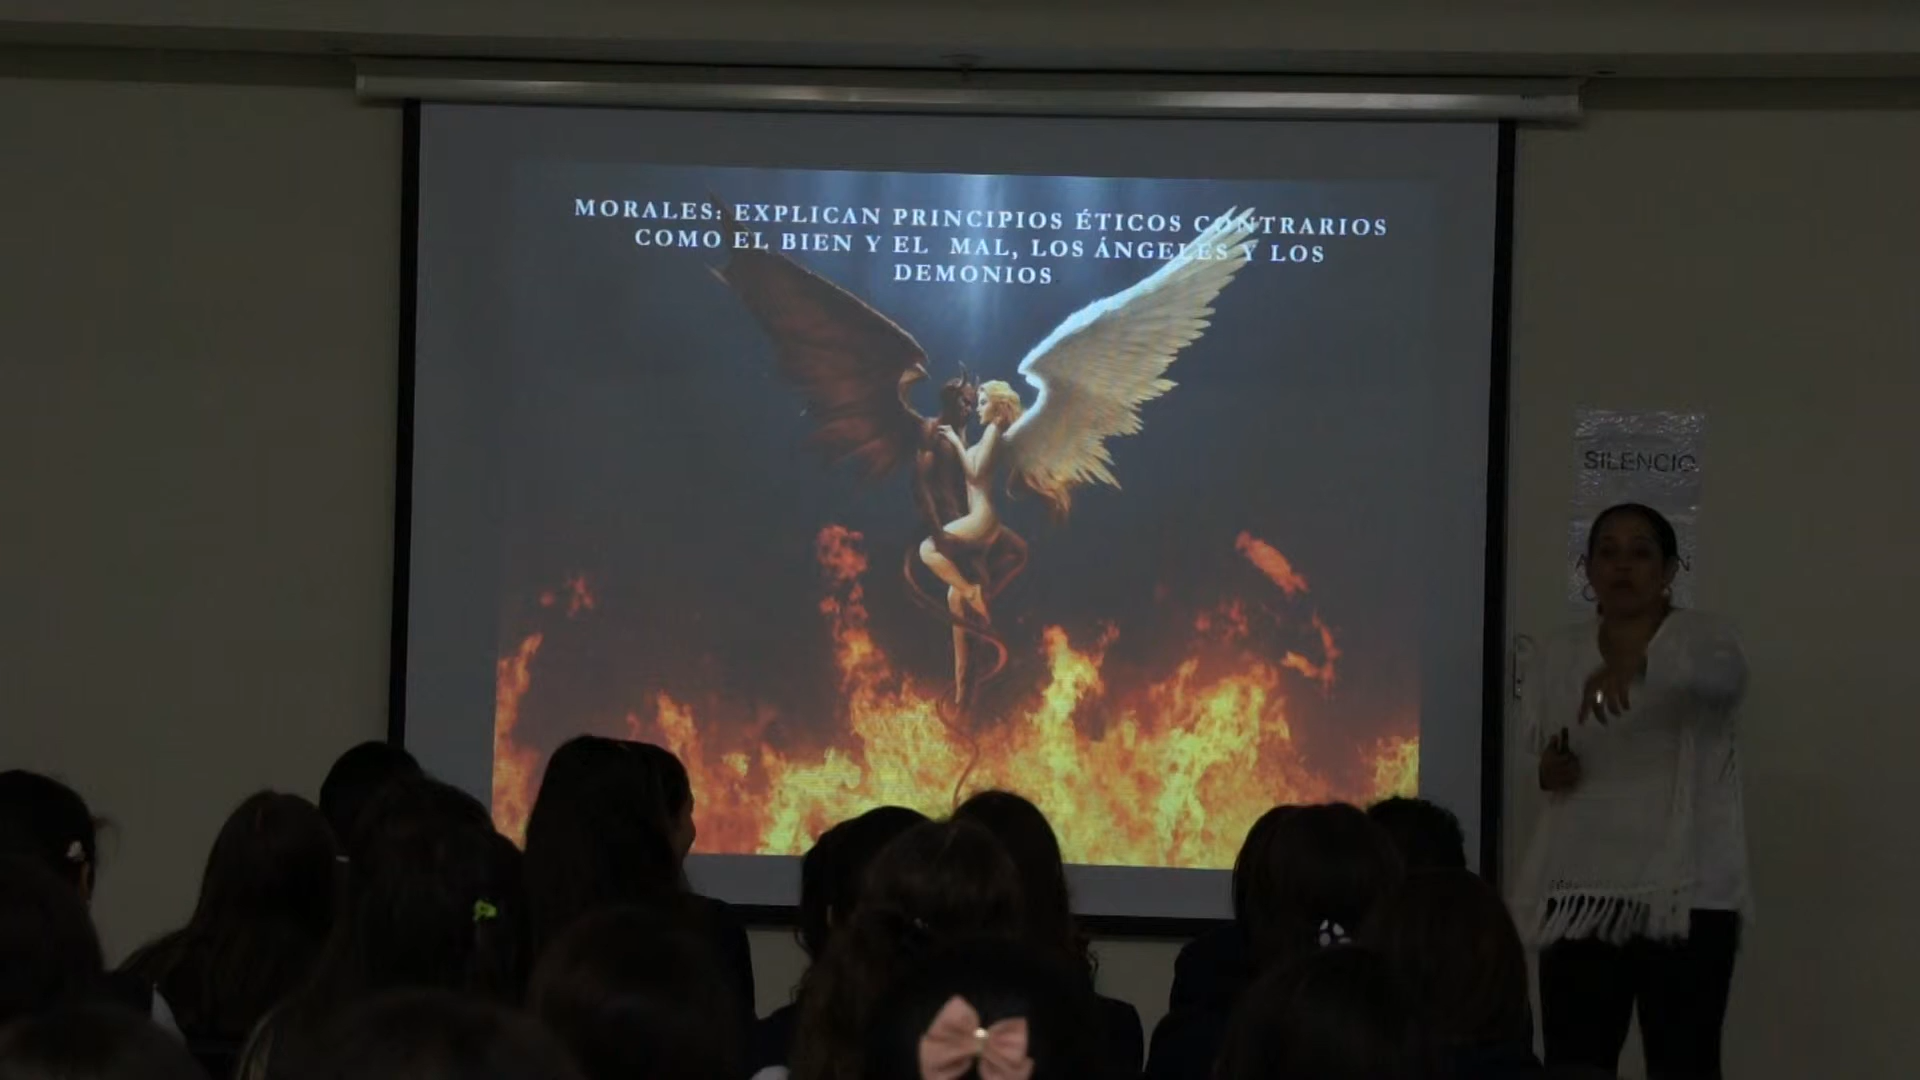 MORALES: EXPLICAN PRINCIPIOS ÉTICOS CONTRARIOS
COMO EL BIEN Y EL MAL, LOS ÁNGELES Y LOS
DEMONIOS
SILENCIO